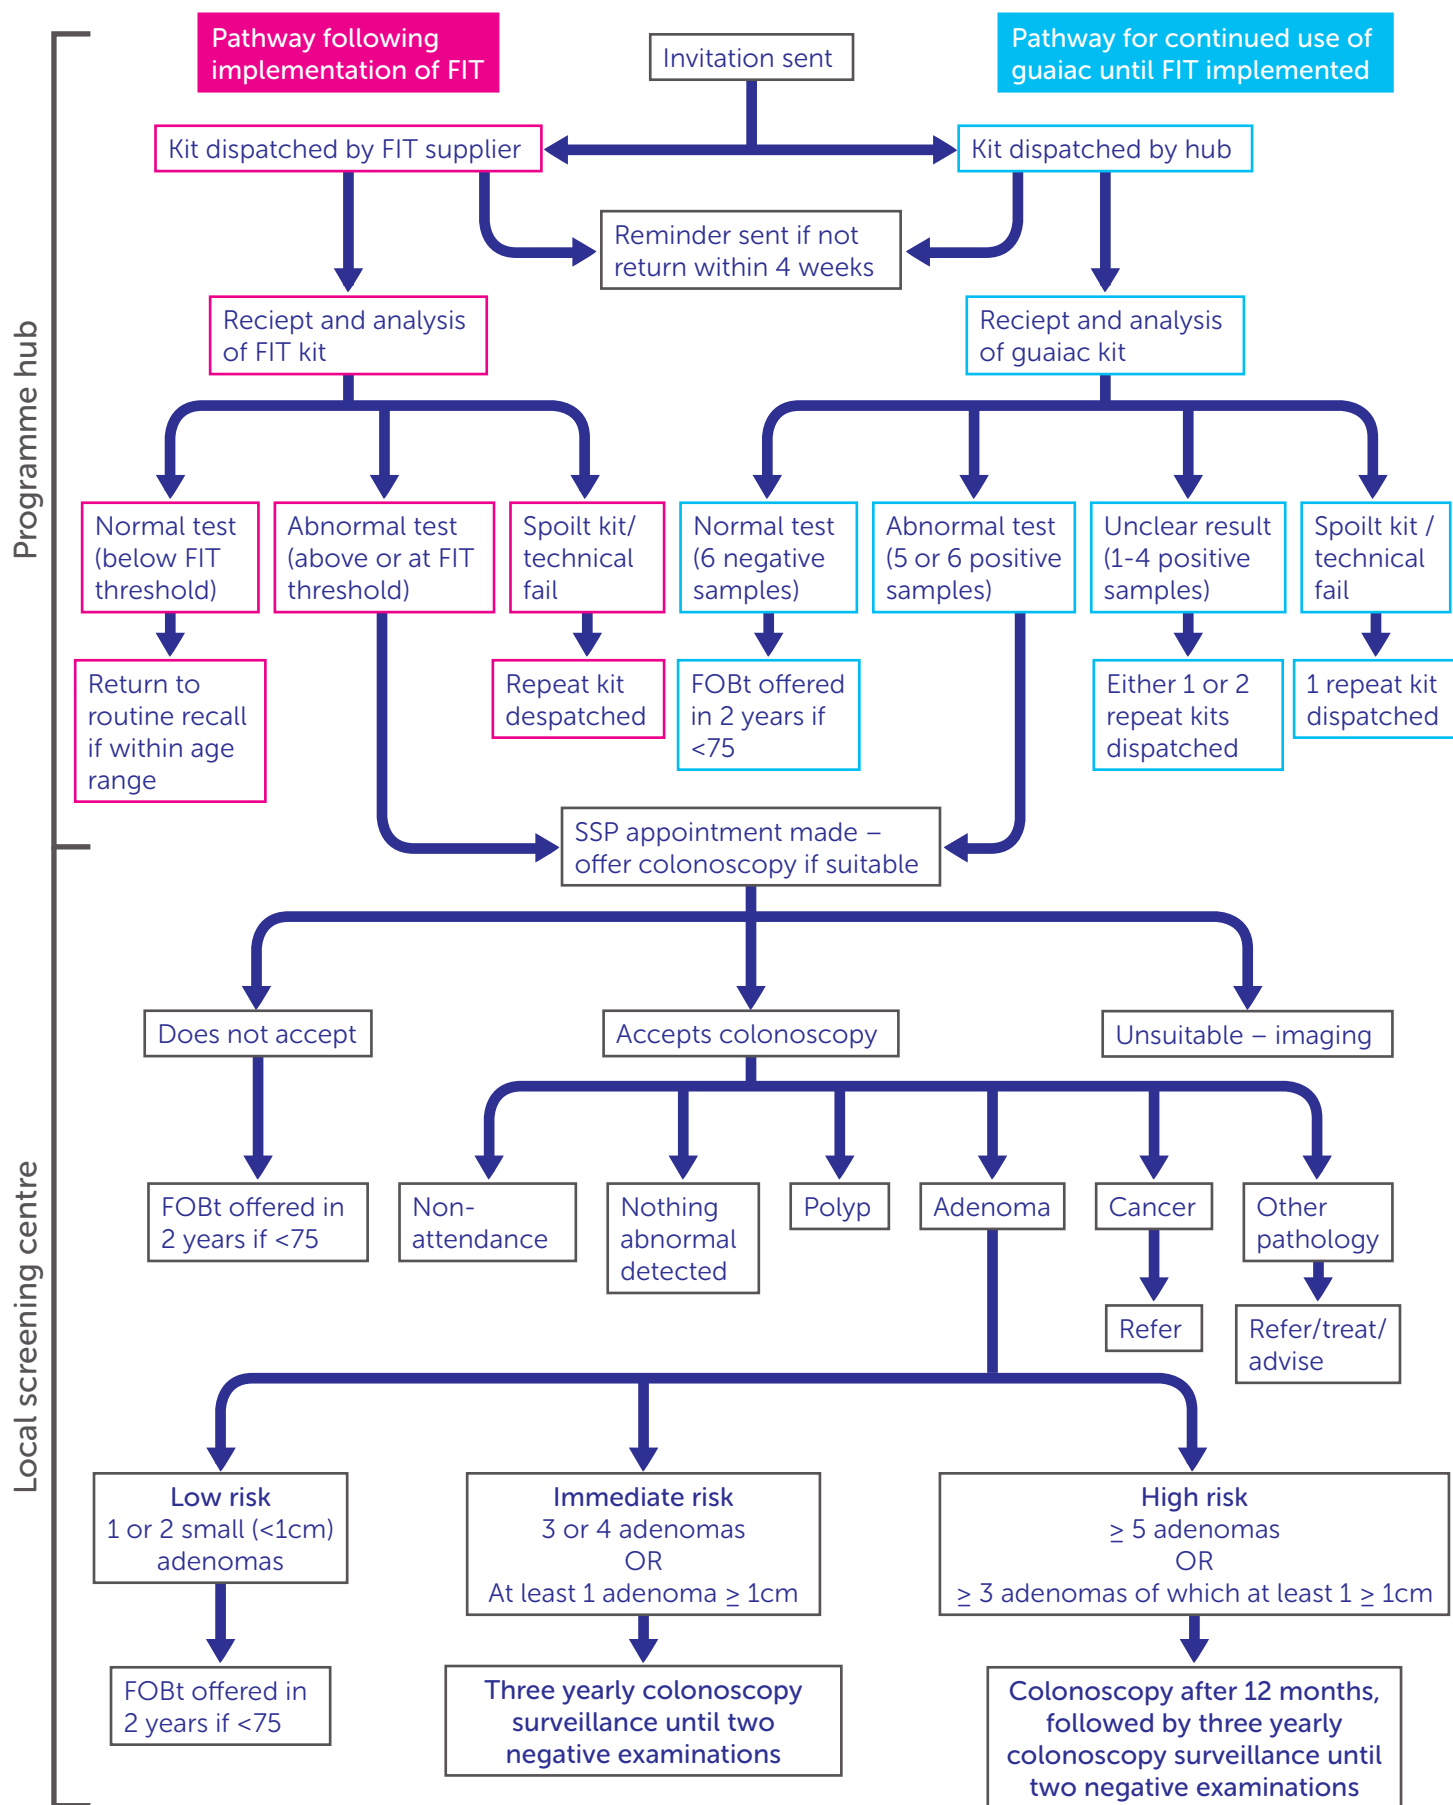 Pathway following
implementation of FIT
Invitation sent
Pathway for continued use of
guaiac until FIT implemented
Kit dispatched by FIT supplier
Kit dispatched by hub
Reminder sent if not
return within 4 weeks
Reciept and analysis
of FIT kit
Reciept and analysis
of guaiac kit
Programme hub
Normal test
(below FIT
threshold)
Abnormal test
(above or at FIT
threshold)
Spoilt kit/
technical
fail
Normal test
(6 negative
samples)
Abnormal test
(5 or 6 positive
samples)
Unclear result
(1-4 positive
samples)
Spoilt kit /
technical
fail
Return to
routine recall
if within age
range
Repeat kit
despatched
FOBt offered
in 2 years if
<75
Either 1 or 2
repeat kits
dispatched
1 repeat kit
dispatched
SSP appointment made –
offer colonoscopy if suitable
Local screening centre
Does not accept
Accepts colonoscopy
Unsuitable – imaging
FOBt offered in
2 years if <75
Non-
attendance
Nothing
abnormal
detected
Polyp
Adenoma
Cancer
Other
pathology
Refer
Refer/treat/
advise
Low risk
1 or 2 small (<1cm)
adenomas
Immediate risk
3 or 4 adenomas
OR
At least 1 adenoma ≥ 1cm
High risk
≥ 5 adenomas
OR
≥ 3 adenomas of which at least 1 ≥ 1cm
FOBt offered in
2 years if <75
Three yearly colonoscopy
surveillance until two
negative examinations
Colonoscopy after 12 months,
followed by three yearly
colonoscopy surveillance until
two negative examinations